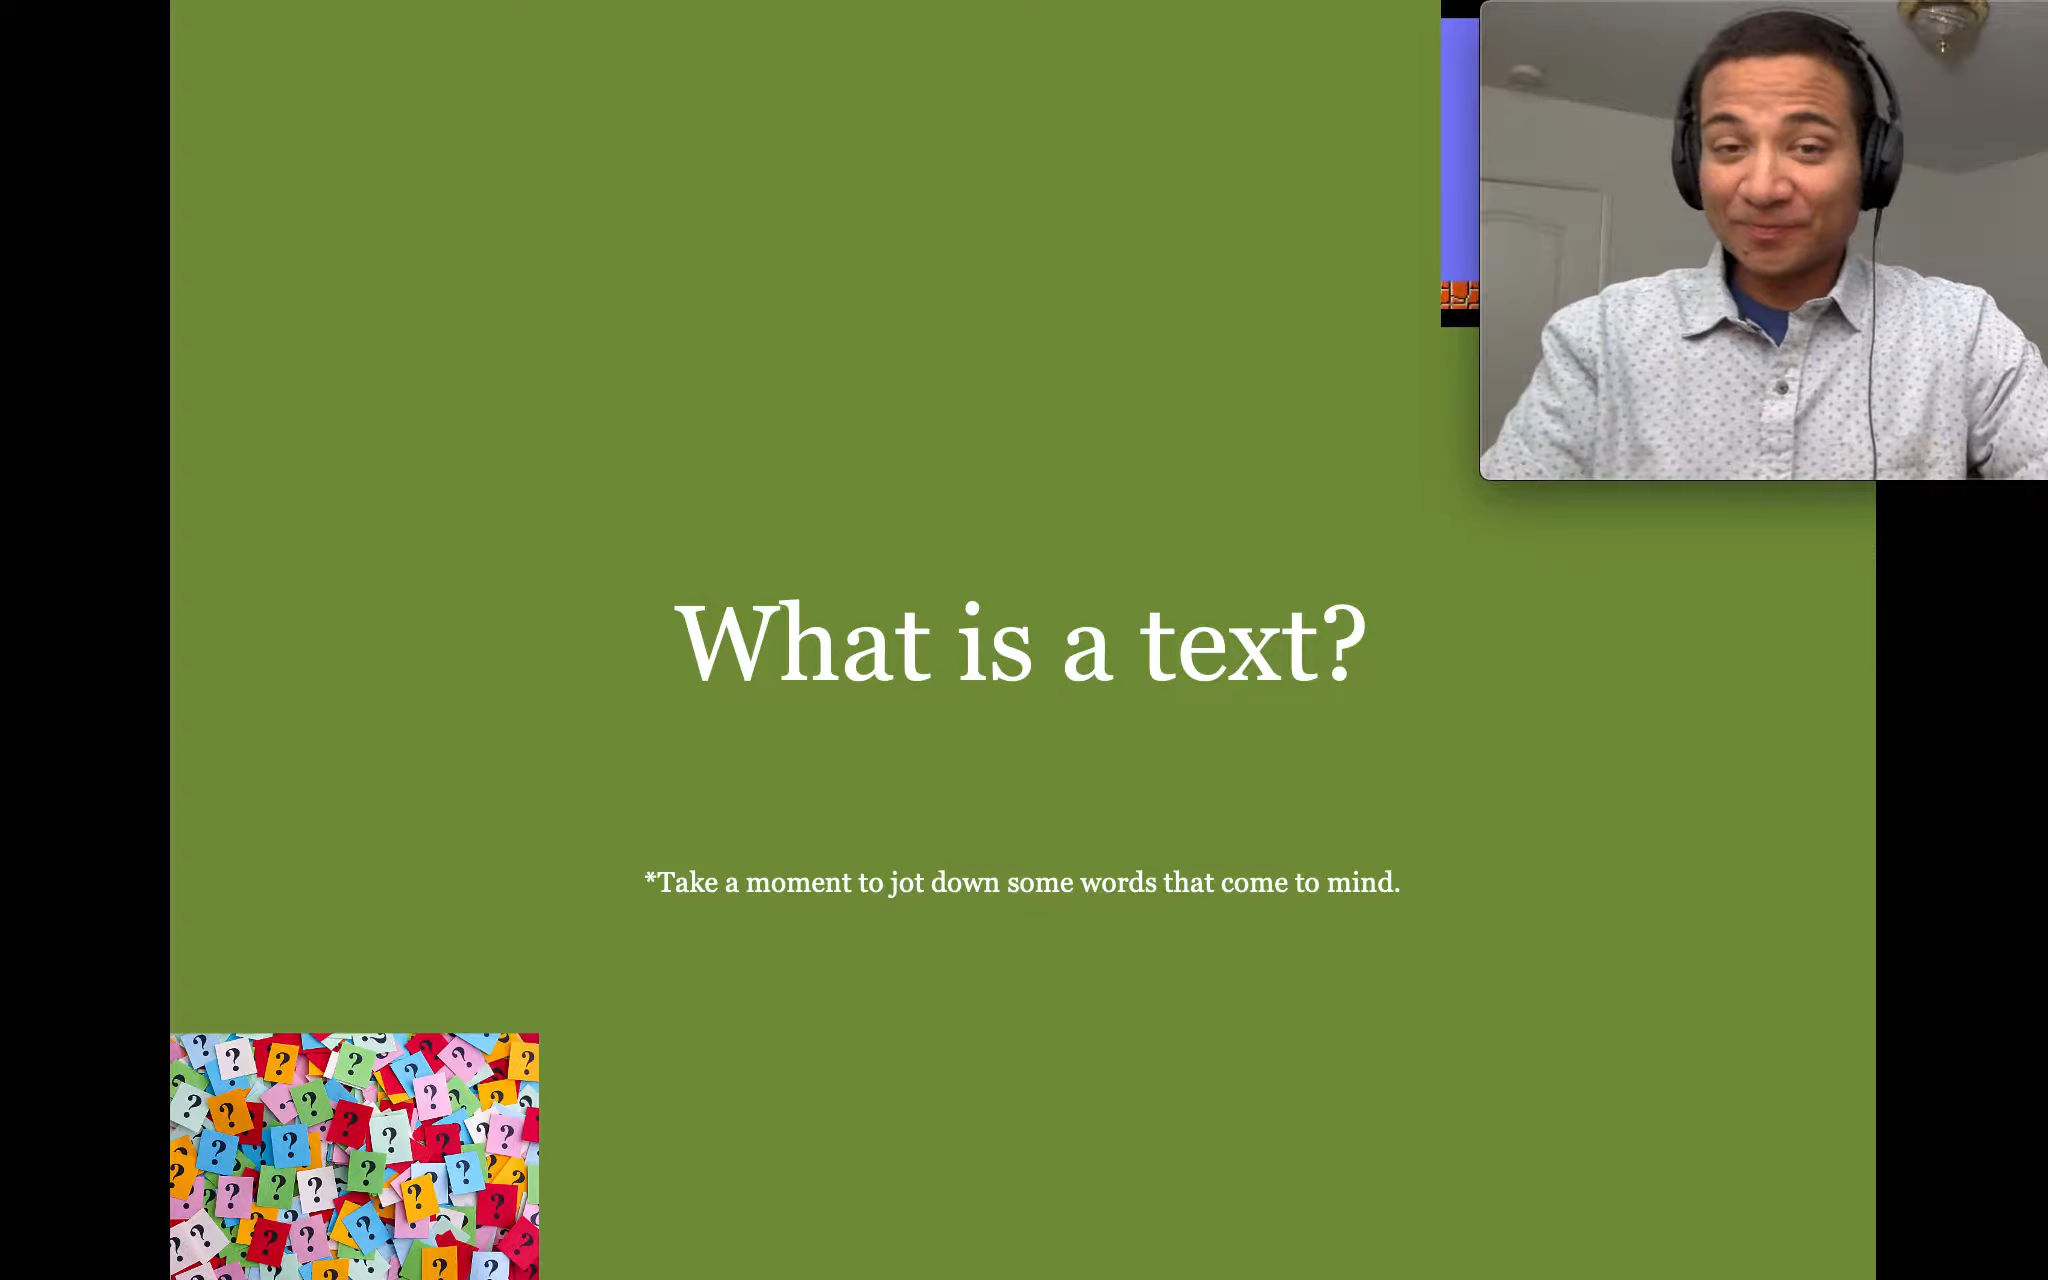 What is a text?
*Take a moment to jot down some words that come to mind.